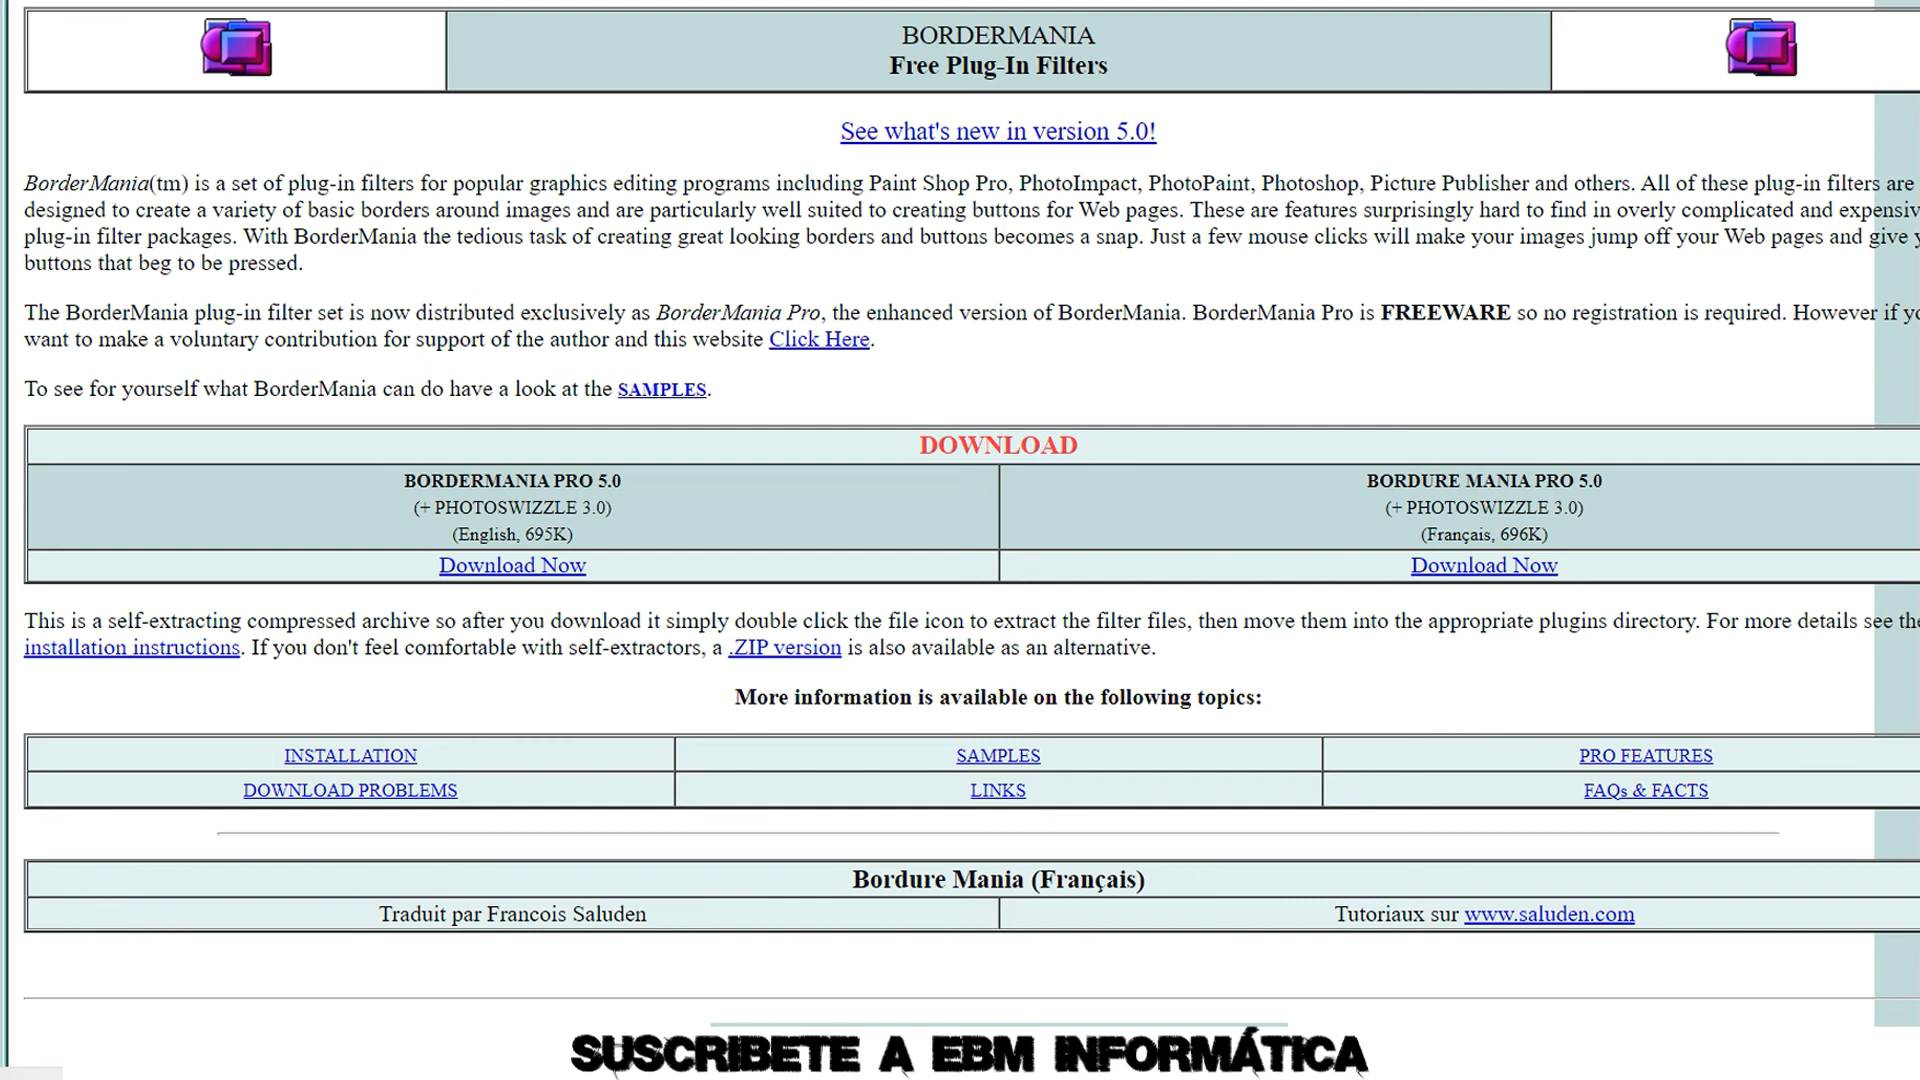 BORDERMANIA
Free Plug-In Filters
See what's new in version 5.0!
BorderMania(tm) is a set of plug-in filters for popular graphics editing programs including Paint Shop Pro, PhotoImpact, PhotoPaint, Photoshop, Picture Publisher and others. All of these plug-in filters are
designed to create a variety of basic borders around images and are particularly well suited to creating buttons for Web pages. These are features surprisingly hard to find in overly complicated and expensiv
plug-in filter packages. With BorderMania the tedious task of creating great looking borders and buttons becomes a snap. Just a few mouse clicks will make your images jump off your Web pages and give y
buttons that beg to be pressed.
The BorderMania plug-in filter set is now distributed exclusively as BorderMania Pro, the enhanced version of BorderMania. BorderMania Pro is FREEWARE so no registration is required. However if yo
want to make a voluntary contribution for support of the author and this website Click Here.
To see for yourself what BorderMania can do have a look at the SAMPLES.
DOWNLOAD
BORDERMANIA PRO 5.0
(+ PHOTOSWIZZLE 3.0)
(English, 695K)
Download Now
BORDURE MANIA PRO 5.0
(+ PHOTOSWIZZLE 3.0)
(Français, 696K)
Download Now
This is a self-extracting compressed archive so after you download it simply double click the file icon to extract the filter files, then move them into the appropriate plugins directory. For more details see the
installation instructions. If you don't feel comfortable with self-extractors, a .ZIP version is also available as an alternative.
More information is available on the following topics:
INSTALLATION SAMPLES PRO FEATURES
DOWNLOAD PROBLEMS LINKS FAQs & FACTS
Bordure Mania (Français)
Traduit par Francois Saluden Tutoriaux sur www.saluden.com
SUSCRIBETE A EBM INFORMÁTICA